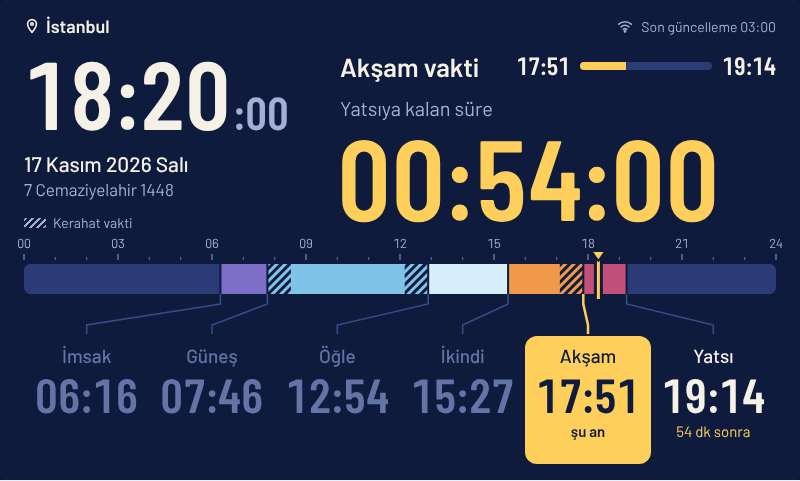 İstanbul
Son güncelleme 03:00
18:20:00
Akşam vakti 17:51 19:14
Yatsıya kalan süre
00:54:00
17 Kasım 2026 Salı
7 Cemaziyelahir 1448
Kerahat vakti
00 03 06 09 12 15 18 21 24
İmsak Güneş Öğle İkindi Akşam Yatsı
06:16 07:46 12:54 15:27 17:51 19:14
şu an 54 dk sonra